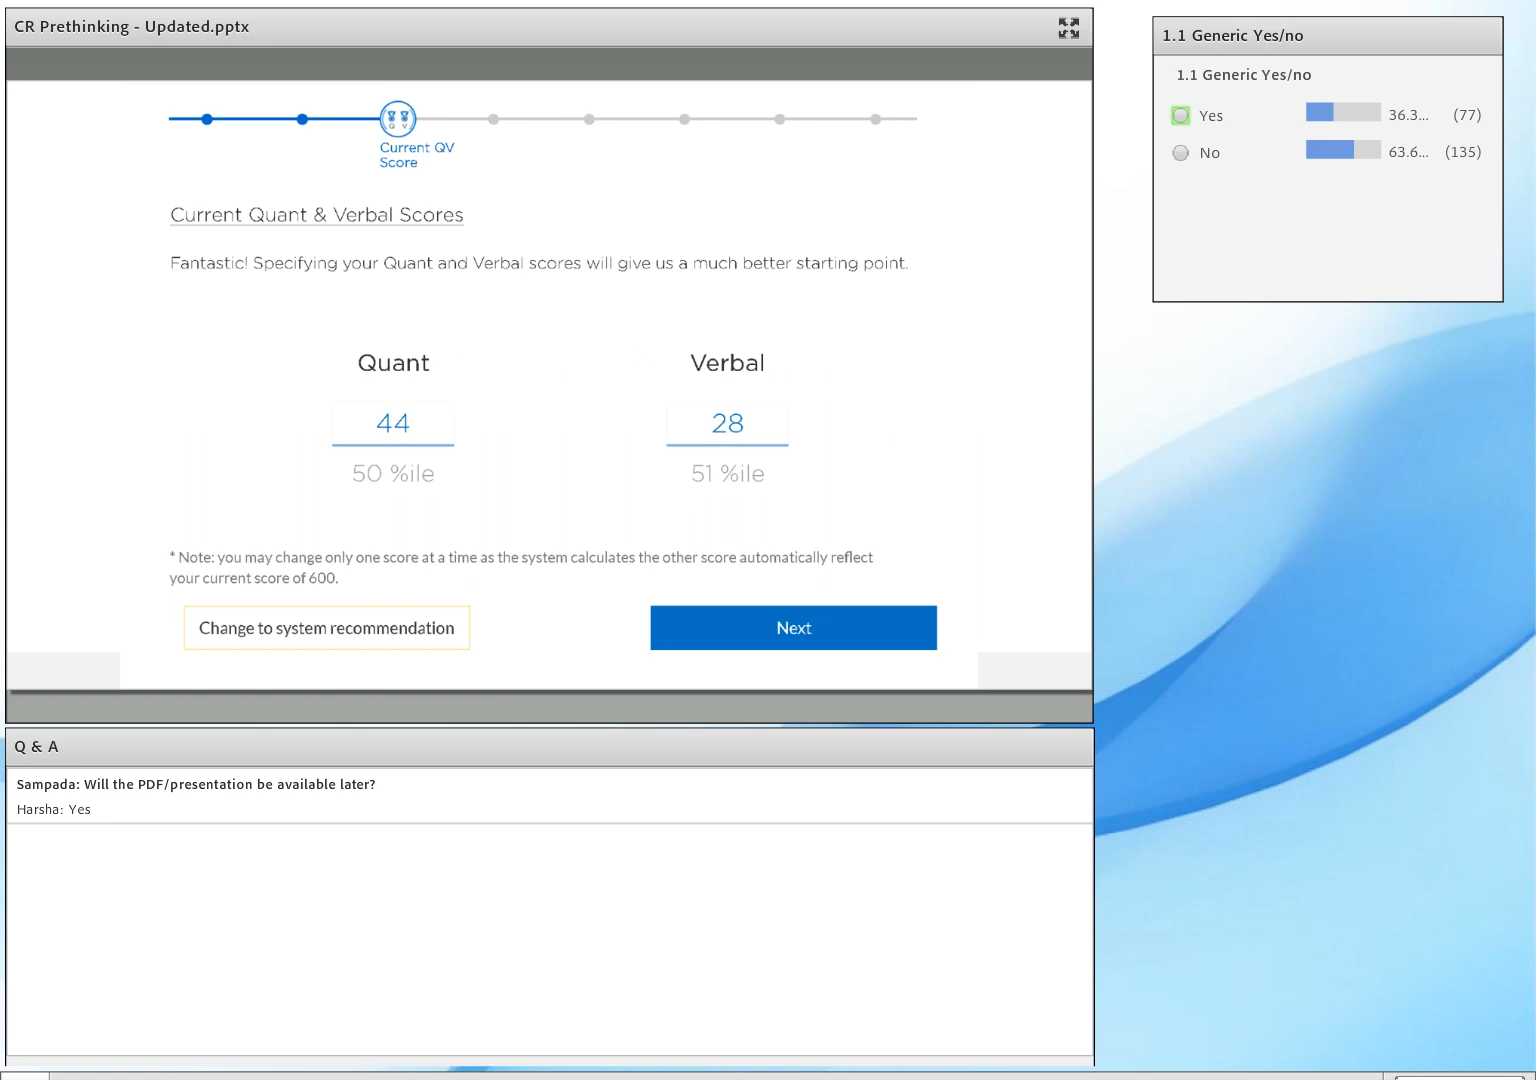 CR Prethinking - Updated.pptx
Q V
Current QV
Score
Current Quant & Verbal Scores
Fantastic! Specifying your Quant and Verbal scores will give us a much better starting point.
Quant
Verbal
44
28
50 %ile
51 %ile
* Note: you may change only one score at a time as the system calculates the other score automatically reflect
your current score of 600.
Change to system recommendation
Next
1.1 Generic Yes/no
1.1 Generic Yes/no
Yes 36.3... (77)
No 63.6... (135)
Q & A
Sampada: Will the PDF/presentation be available later?
Harsha: Yes